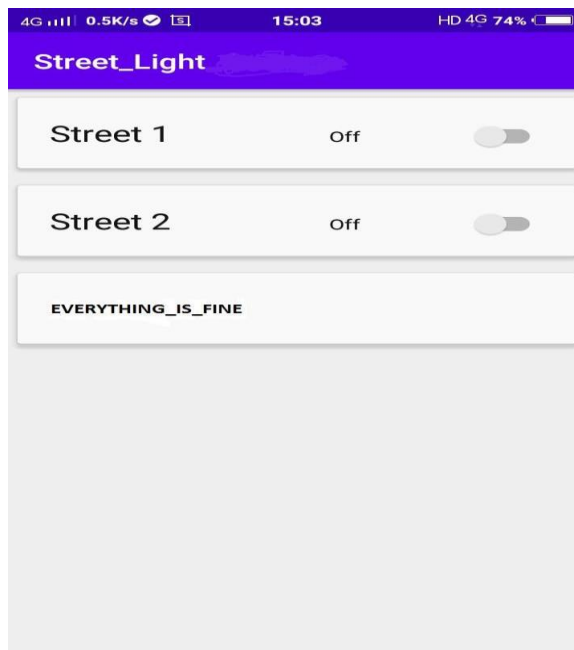 4G 0.5K/s 15:03 HD 4G 74%
Street_Light
Street 1 Off
Street 2 Off
EVERYTHING_IS_FINE